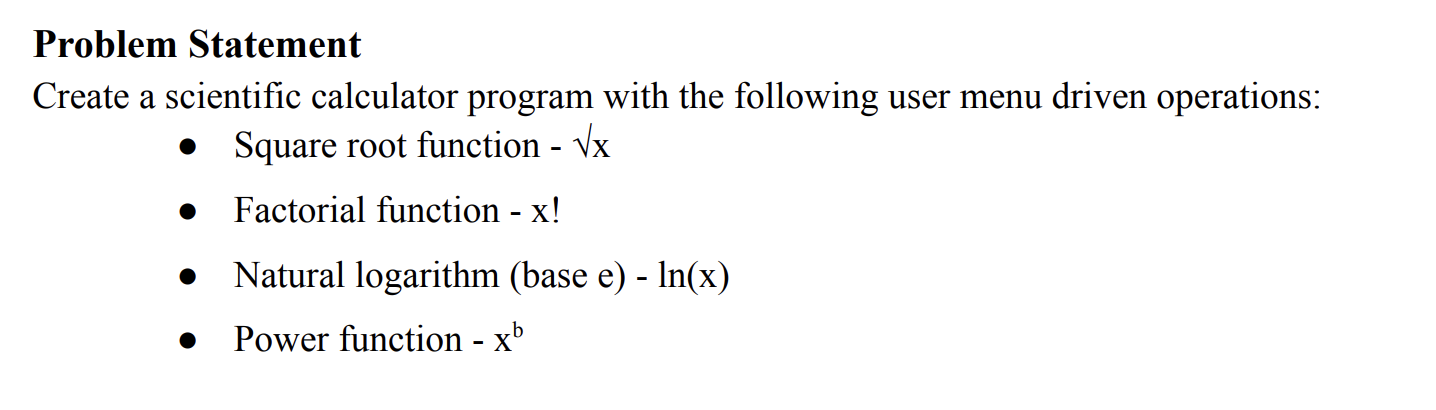 Problem Statement
Create a scientific calculator program with the following user menu driven operations:
● Square root function - √x
● Factorial function - x!
● Natural logarithm (base e) - ln(x)
● Power function - xᵇ